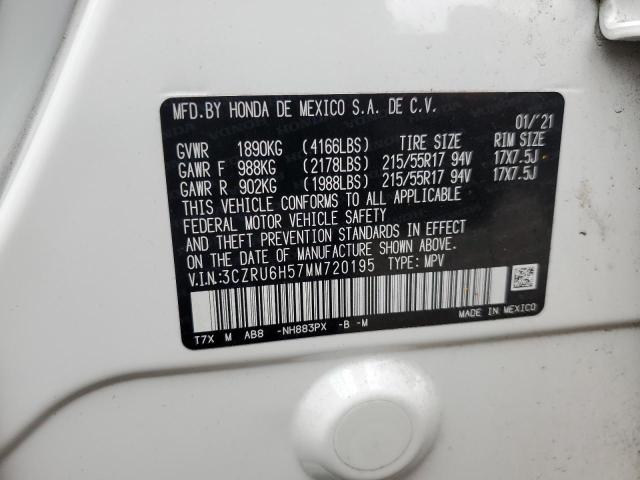 MFD.BY HONDA DE MEXICO S.A. DE C.V.
01/'21
GVWR 1890KG (4166LBS) TIRE SIZE RIM SIZE
GAWR F 988KG (2178LBS) 215/55R17 94V 17X7.5J
GAWR R 902KG (1988LBS) 215/55R17 94V 17X7.5J
THIS VEHICLE CONFORMS TO ALL APPLICABLE
FEDERAL MOTOR VEHICLE SAFETY
AND THEFT PREVENTION STANDARDS IN EFFECT
ON THE DATE OF MANUFACTURE SHOWN ABOVE.
V.I.N.:3CZRU6H57MM720195 TYPE: MPV
T7X M AB8 -NH883PX -B -M
MADE IN MEXICO